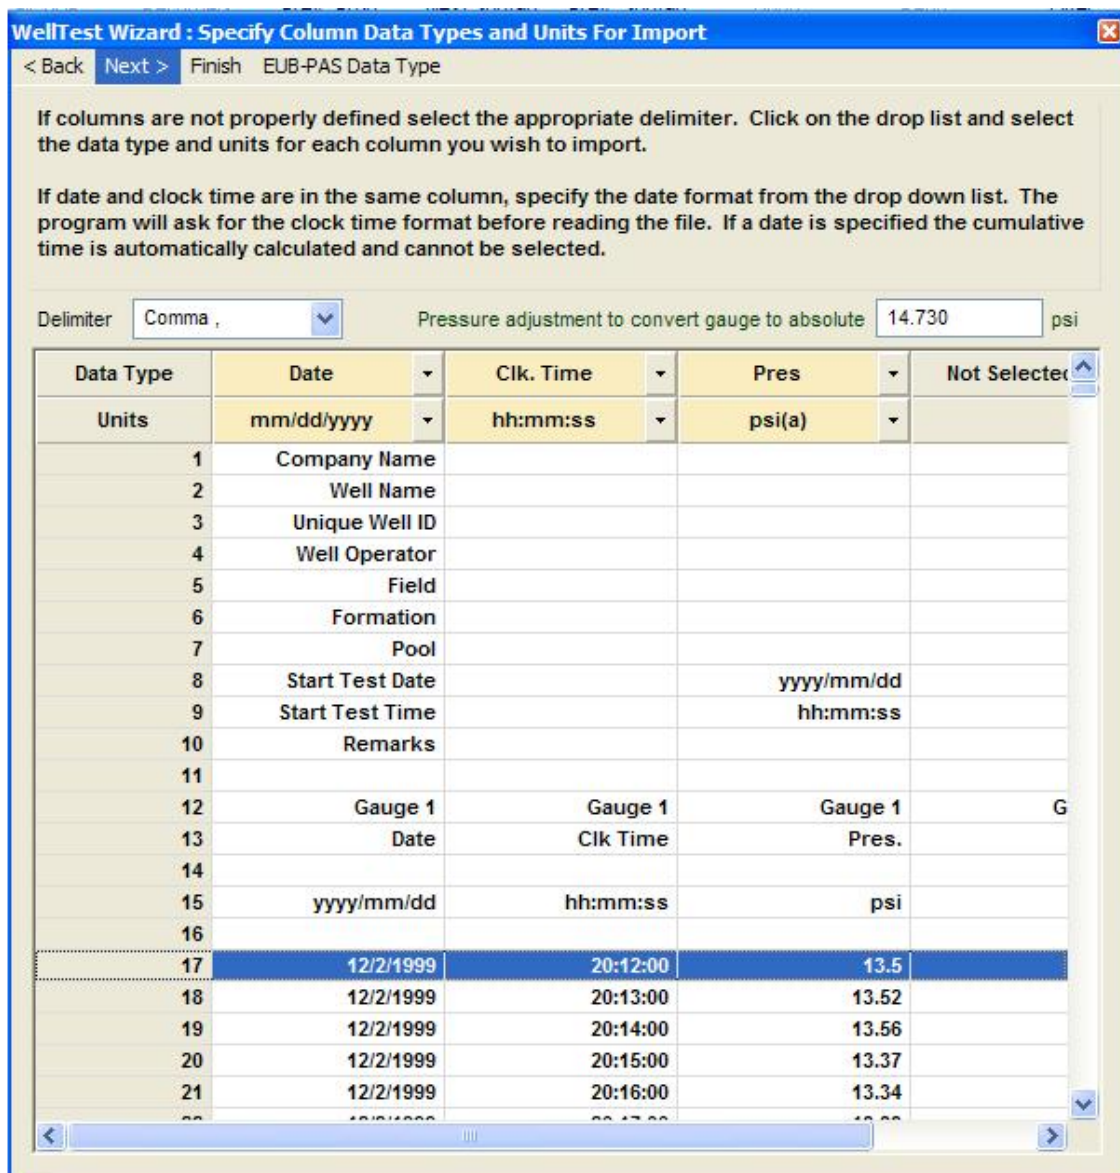 WellTest Wizard : Specify Column Data Types and Units For Import
< Back Next > Finish EUB-PAS Data Type
If columns are not properly defined select the appropriate delimiter. Click on the drop list and select
the data type and units for each column you wish to import.
If date and clock time are in the same column, specify the date format from the drop down list. The
program will ask for the clock time format before reading the file. If a date is specified the cumulative
time is automatically calculated and cannot be selected.
Delimiter Comma , Pressure adjustment to convert gauge to absolute 14.730 psi
Data Type Date Clk. Time Pres Not Selected
Units mm/dd/yyyy hh:mm:ss psi(a)
1 Company Name
2 Well Name
3 Unique Well ID
4 Well Operator
5 Field
6 Formation
7 Pool
8 Start Test Date yyyy/mm/dd
9 Start Test Time hh:mm:ss
10 Remarks
11
12 Gauge 1 Gauge 1 Gauge 1 G
13 Date Clk Time Pres.
14
15 yyyy/mm/dd hh:mm:ss psi
16
17 12/2/1999 20:12:00 13.5
18 12/2/1999 20:13:00 13.52
19 12/2/1999 20:14:00 13.56
20 12/2/1999 20:15:00 13.37
21 12/2/1999 20:16:00 13.34